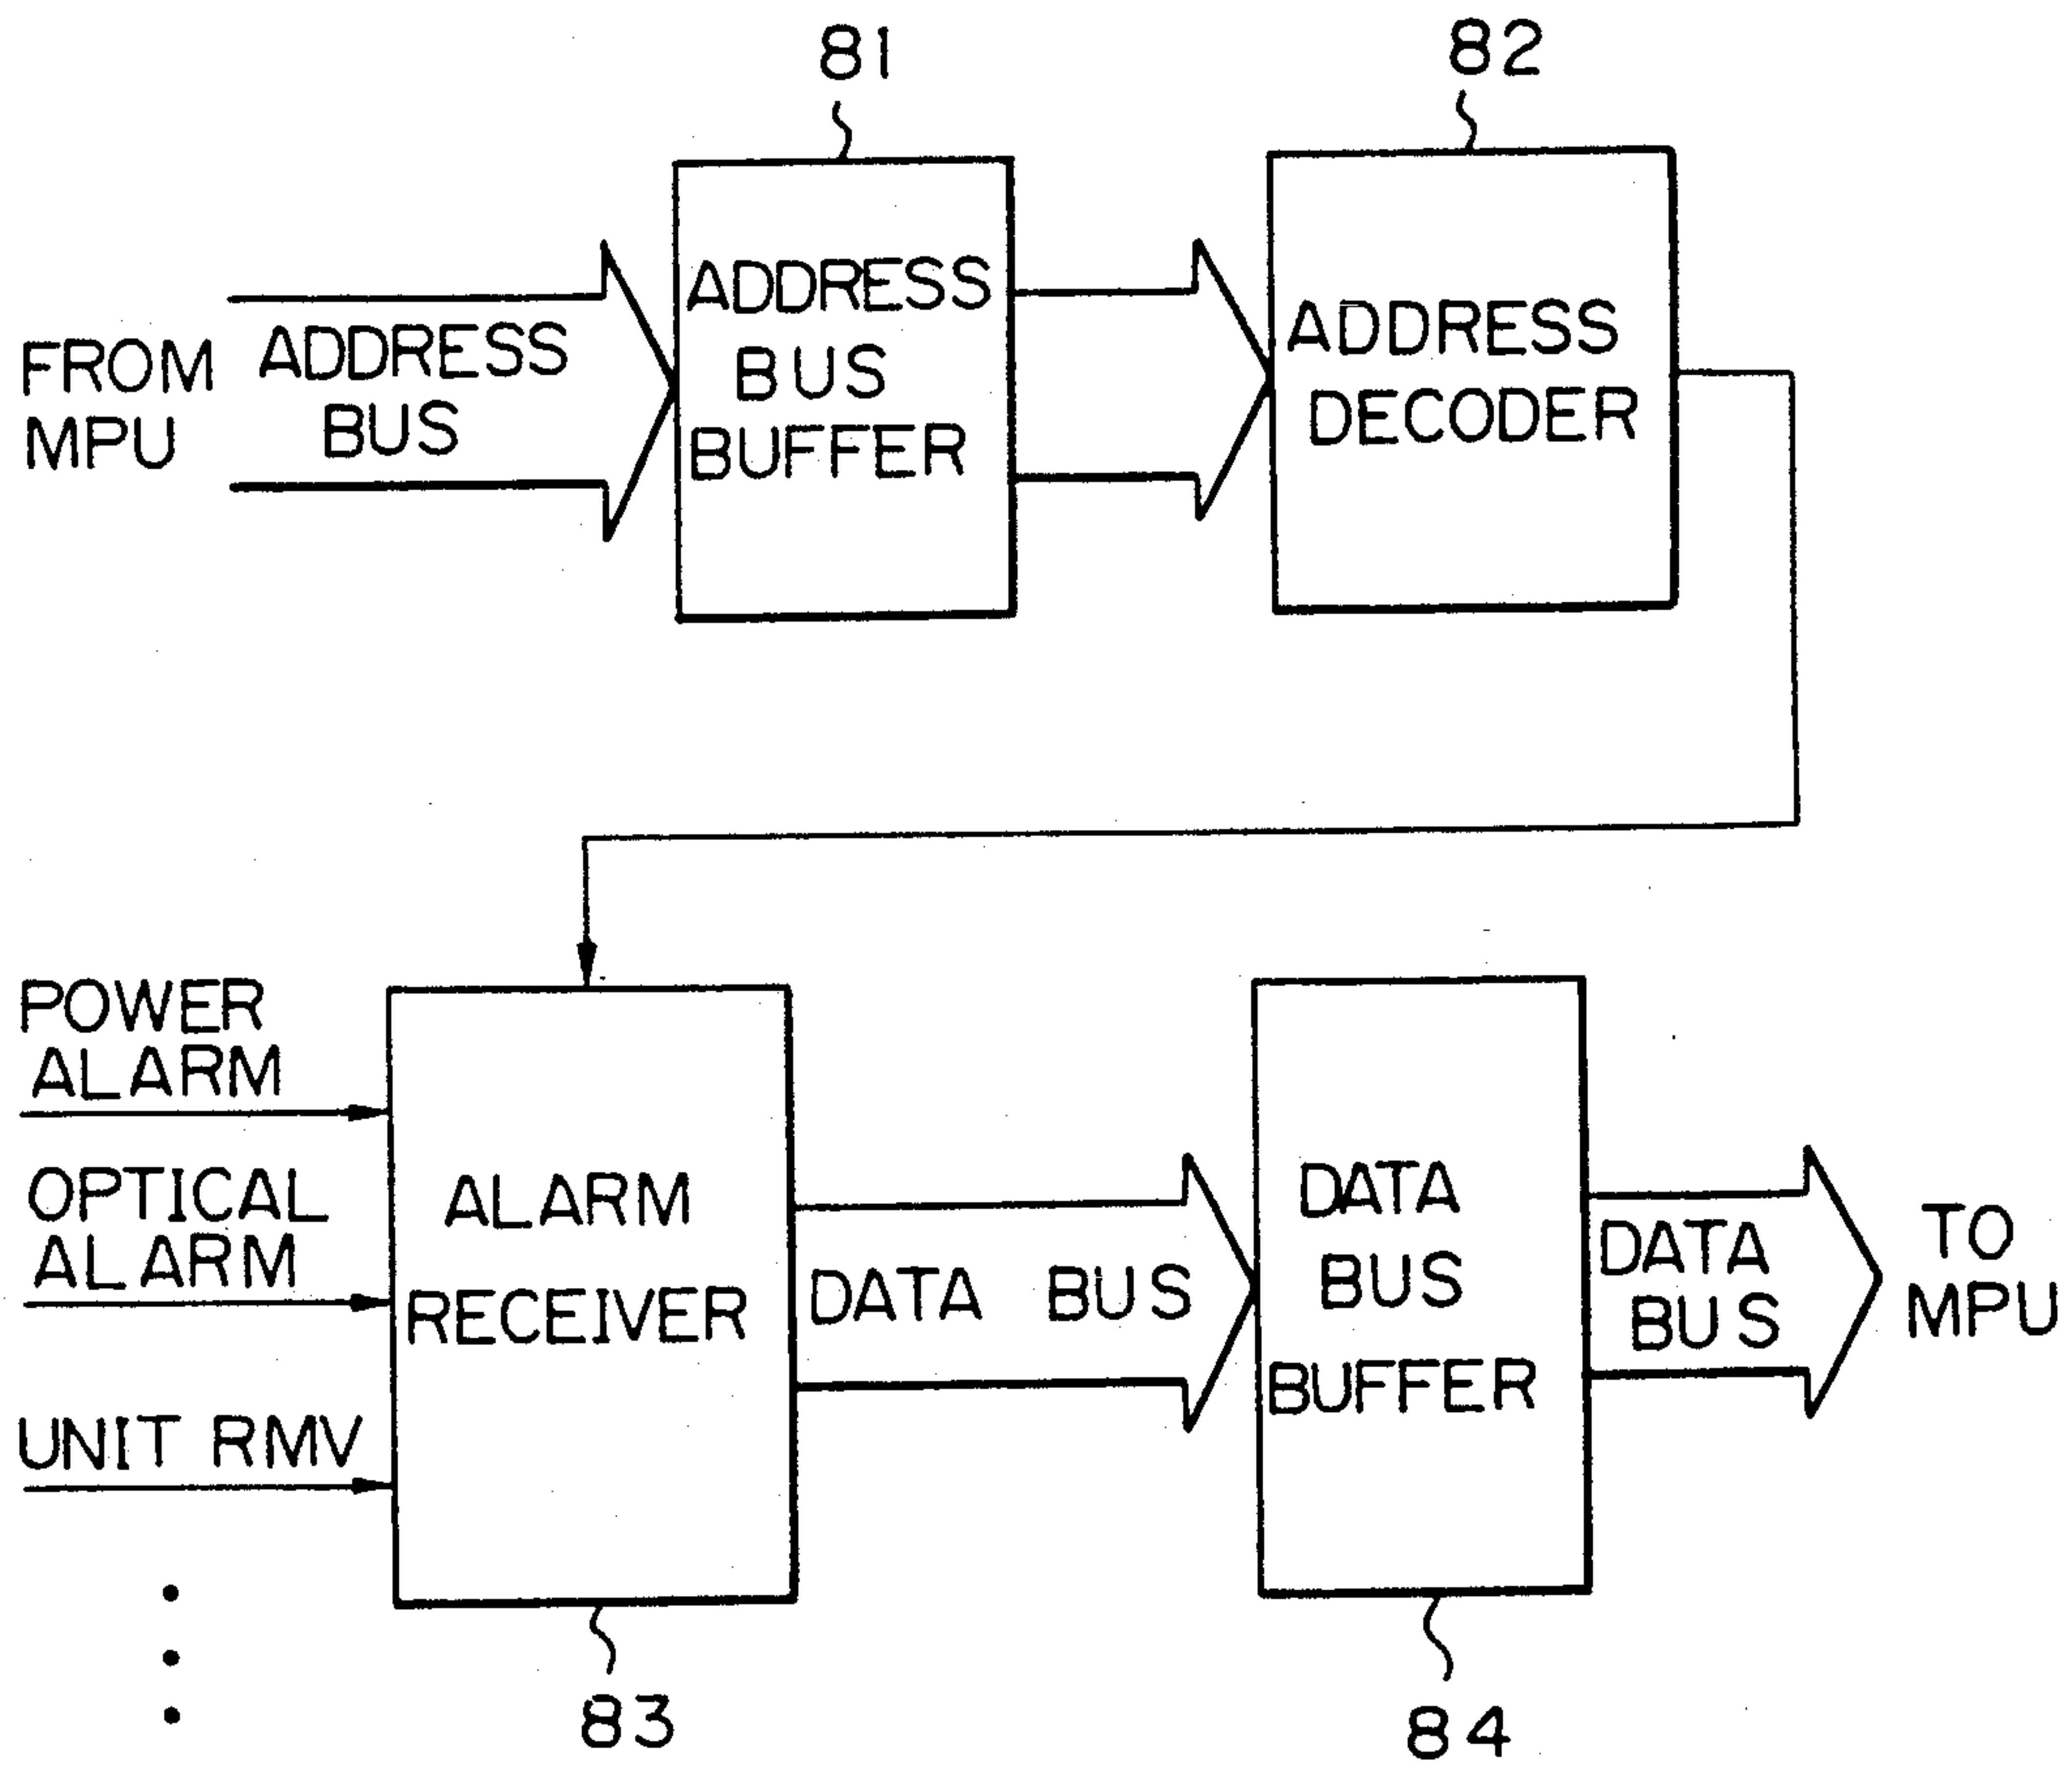 81
82
FROM
MPU
ADDRESS
BUS
ADDRESS
BUS
BUFFER
ADDRESS
DECODER
POWER
ALARM
OPTICAL
ALARM
UNIT RMV
ALARM
RECEIVER
DATA BUS
DATA
BUS
BUFFER
DATA
BUS
TO
MPU
83
84